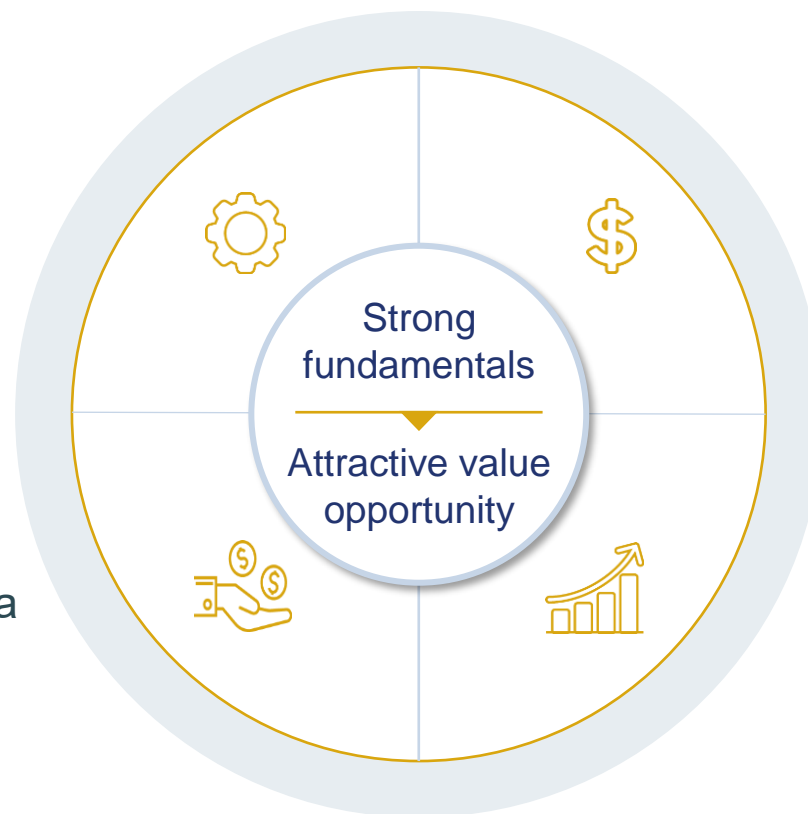 Strong
fundamentals
Attractive value
opportunity
a
$
$
$